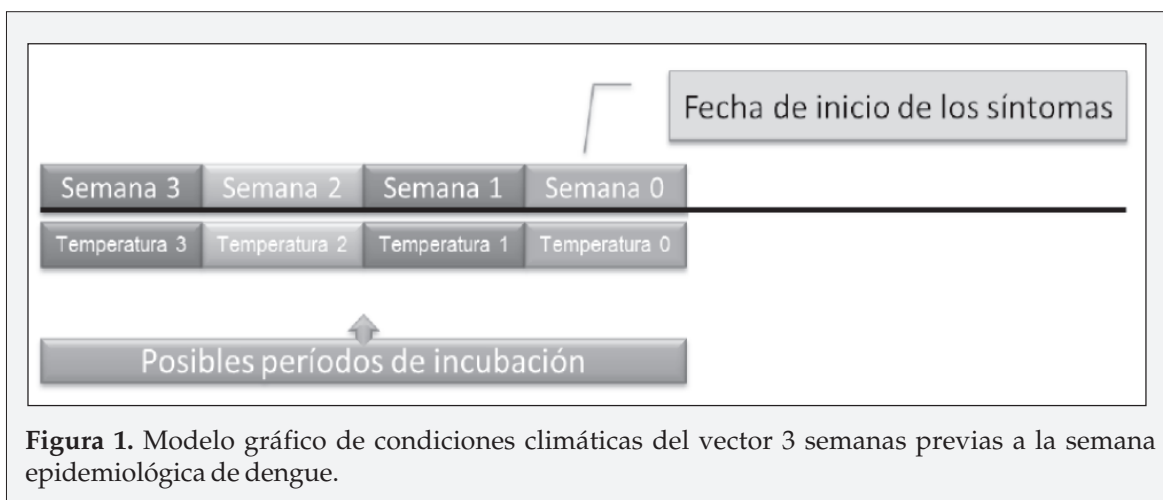 Fecha de inicio de los síntomas
Semana 3 Semana 2 Semana 1 Semana 0
Temperatura 3 Temperatura 2 Temperatura 1 Temperatura 0
Posibles períodos de incubación
Figura 1. Modelo gráfico de condiciones climáticas del vector 3 semanas previas a la semana
epidemiológica de dengue.